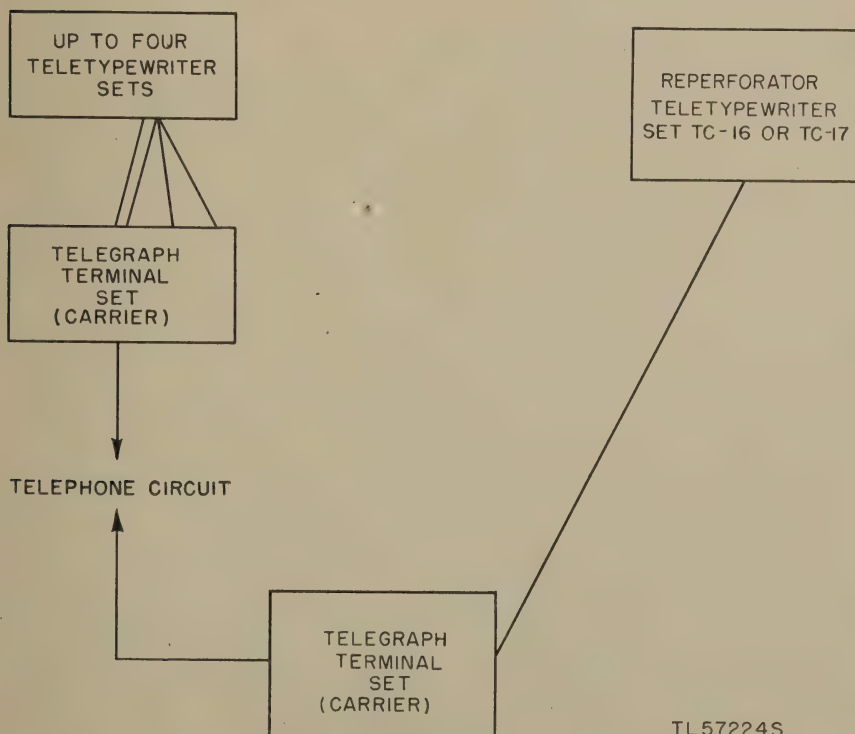 UP TO FOUR
TELETYPEWRITER
SETS
REPERFORATOR
TELETYPEWRITER
SET TC-16 OR TC-17
TELEGRAPH
TERMINAL
SET
(CARRIER)
TELEPHONE CIRCUIT
TELEGRAPH
TERMINAL
SET
(CARRIER)
TL57224S